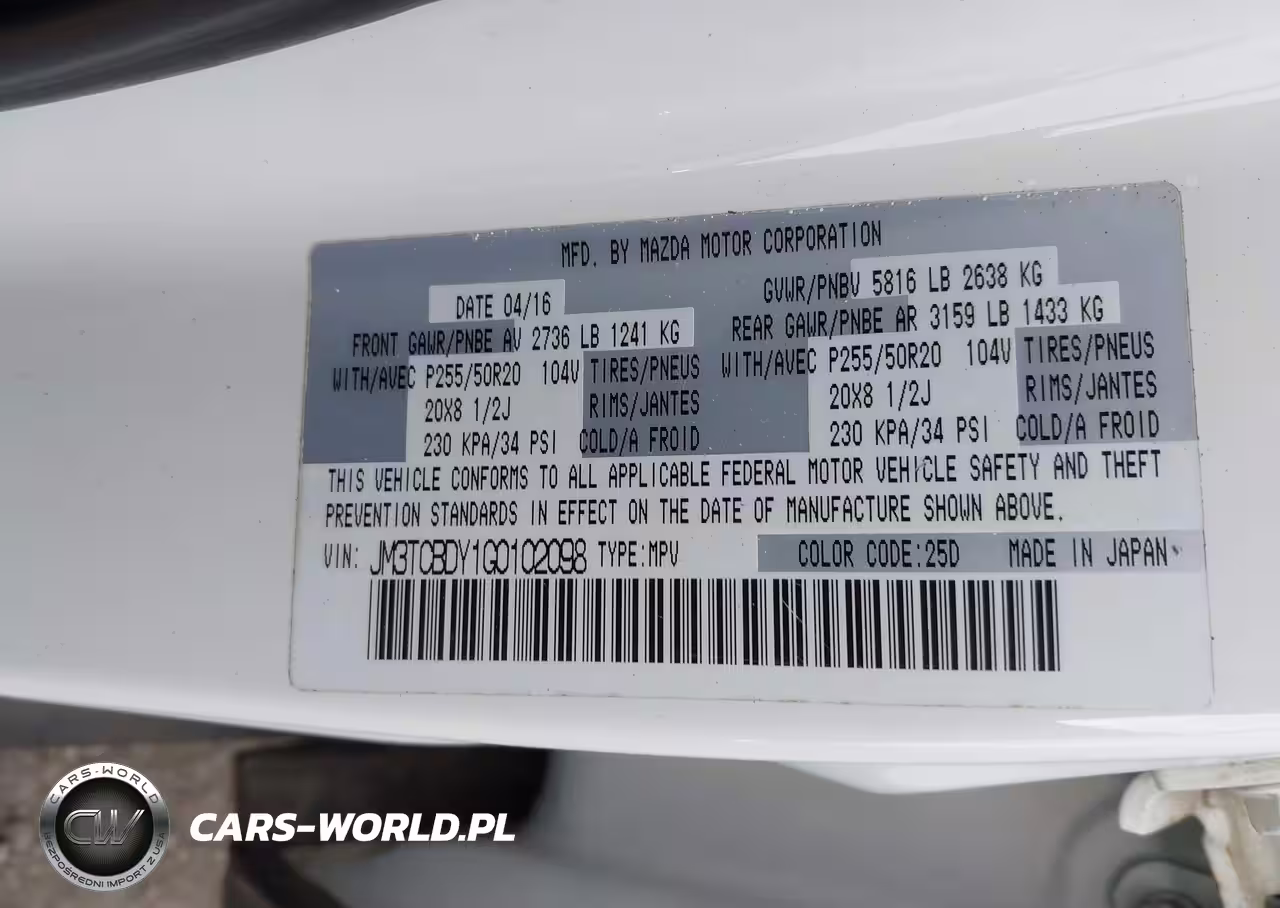 MFD. BY MAZDA MOTOR CORPORATION
DATE 04/16
GVWR/PNBV 5816 LB 2638 KG
FRONT GAWR/PNBE AV 2736 LB 1241 KG
REAR GAWR/PNBE AR 3159 LB 1433 KG
WITH/AVEC P255/50R20 104V TIRES/PNEUS
WITH/AVEC P255/50R20 104V TIRES/PNEUS
20X8 1/2J RIMS/JANTES
20X8 1/2J RIMS/JANTES
230 KPA/34 PSI COLD/A FROID
230 KPA/34 PSI COLD/A FROID
THIS VEHICLE CONFORMS TO ALL APPLICABLE FEDERAL MOTOR VEHICLE SAFETY AND THEFT
PREVENTION STANDARDS IN EFFECT ON THE DATE OF MANUFACTURE SHOWN ABOVE.
VIN: JM3TCBDY1G0102098 TYPE:MPV COLOR CODE:25D MADE IN JAPAN
CARS-WORLD
CW
BEZPOŚREDNI IMPORT Z USA
CARS-WORLD.PL